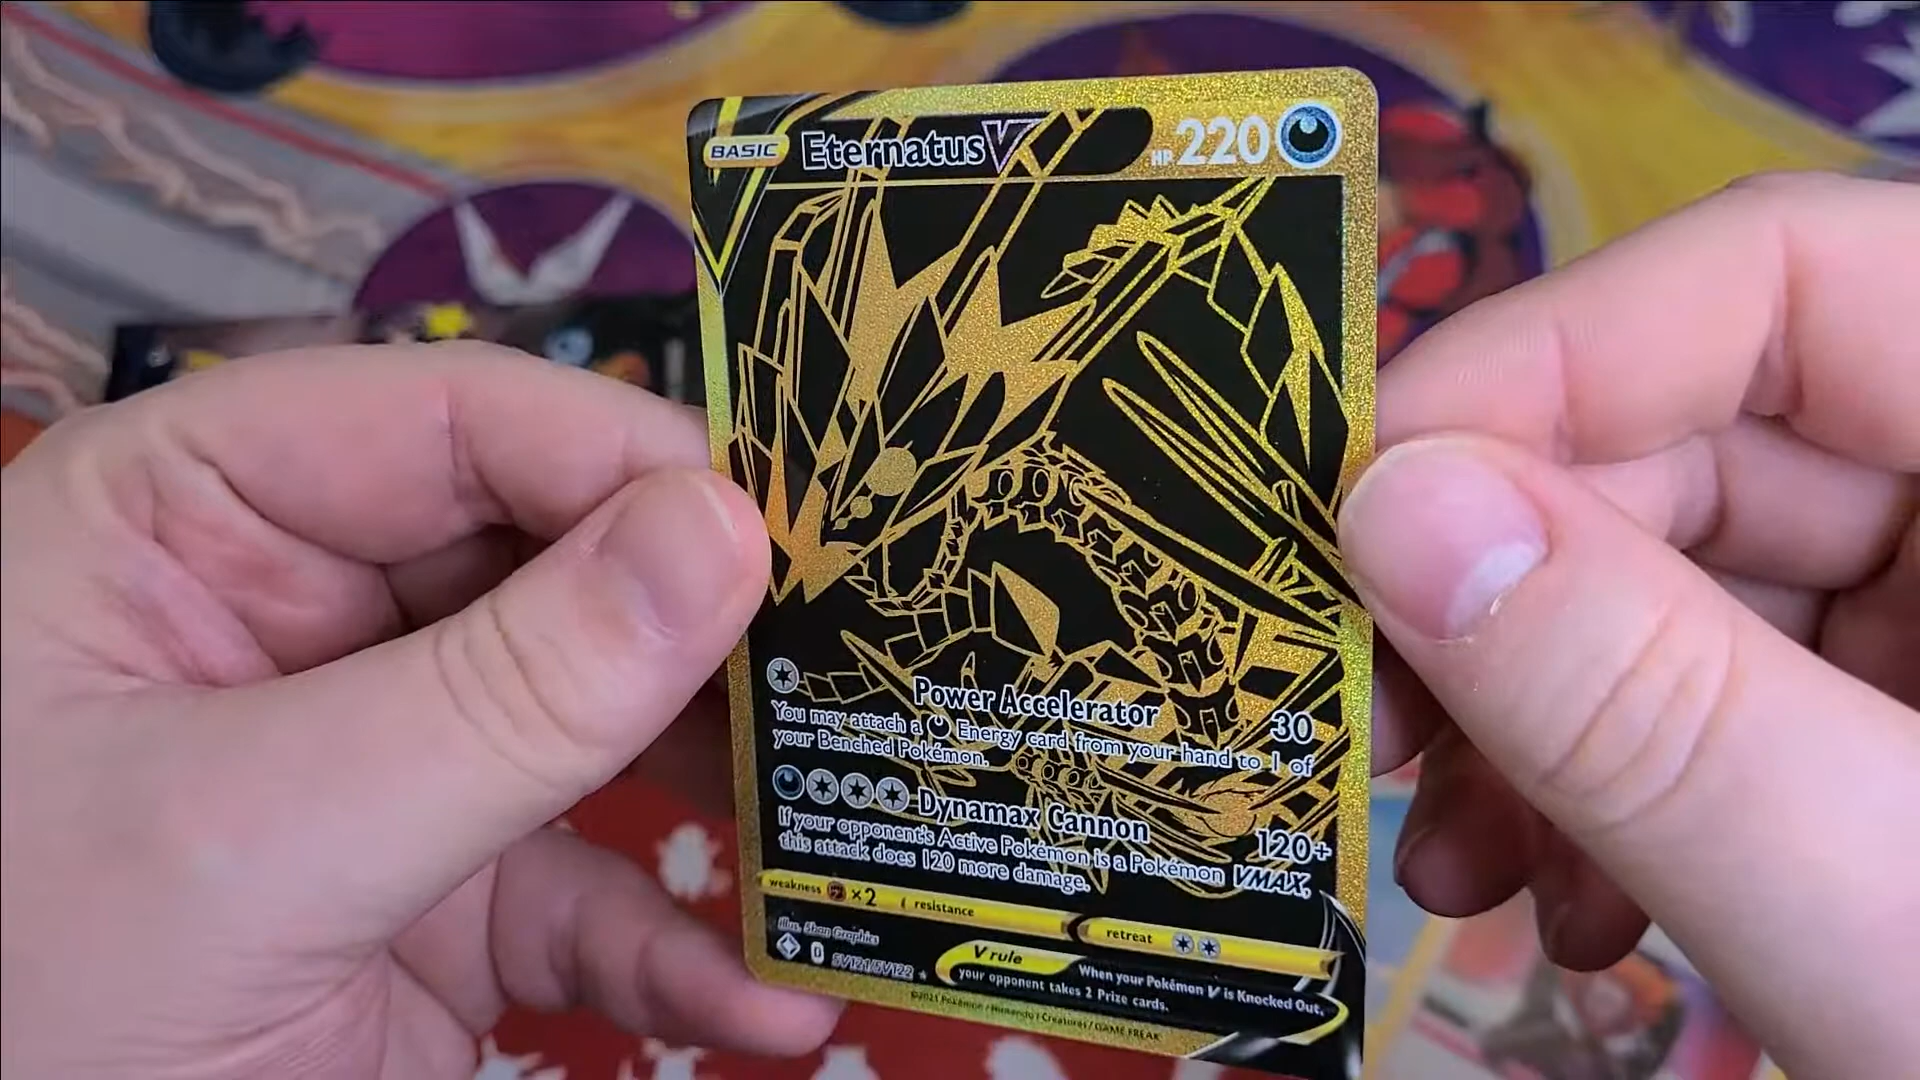 BASIC Eternatus V HP 220
Power Accelerator 30
You may attach a Energy card from your hand to 1 of
your Benched Pokémon.
Dynamax Cannon 120+
If your opponent's Active Pokémon is a Pokémon VMAX,
this attack does 120 more damage.
weakness ×2 resistance retreat
illus. Shan Graphics
D SV121/SV122
V rule When your Pokémon V is Knocked Out,
your opponent takes 2 Prize cards.
©2021 Pokémon / Nintendo / Creatures / GAME FREAK